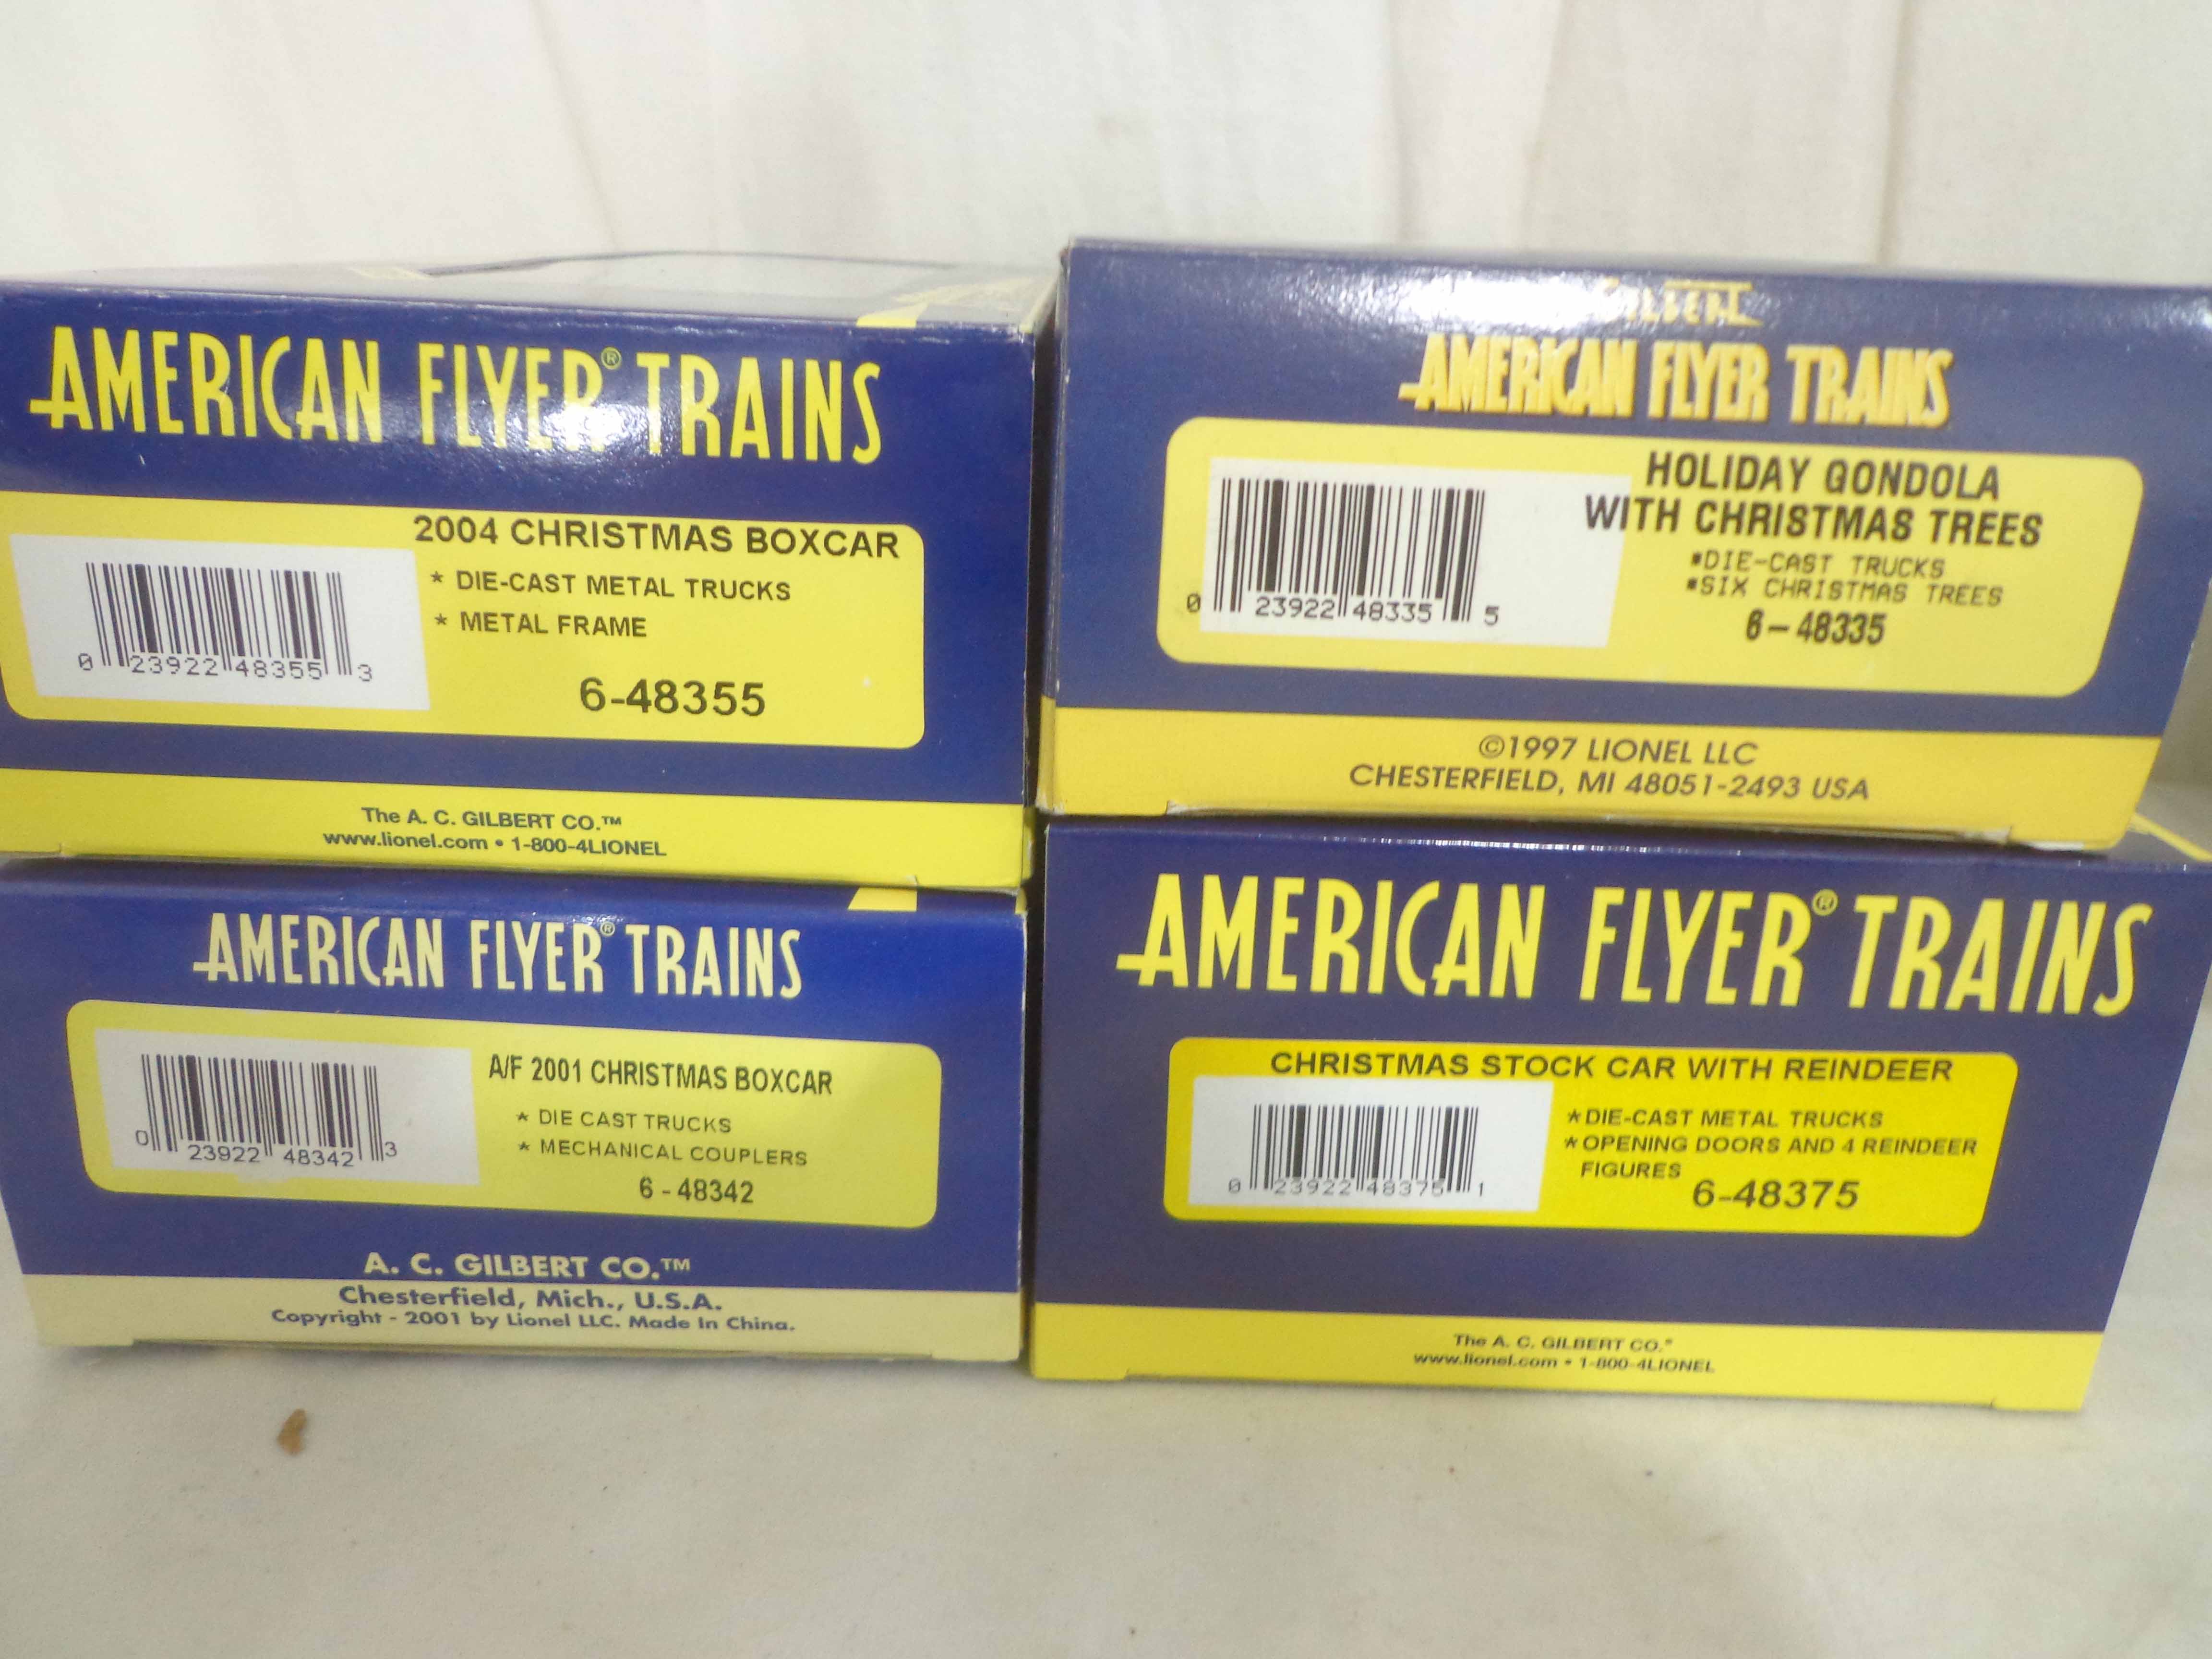 AMERICAN FLYER® TRAINS
2004 CHRISTMAS BOXCAR
* DIE-CAST METAL TRUCKS
* METAL FRAME
0 23922 48355 3
6-48355
The A. C. GILBERT CO.™
www.lionel.com • 1-800-4LIONEL
GILBERT
AMERICAN FLYER TRAINS
HOLIDAY GONDOLA
WITH CHRISTMAS TREES
*DIE-CAST TRUCKS
*SIX CHRISTMAS TREES
0 23922 48335 5
6-48335
©1997 LIONEL LLC
CHESTERFIELD, MI 48051-2493 USA
AMERICAN FLYER® TRAINS
A/F 2001 CHRISTMAS BOXCAR
* DIE CAST TRUCKS
* MECHANICAL COUPLERS
0 23922 48342 3
6-48342
A. C. GILBERT CO.™
Chesterfield, Mich., U.S.A.
Copyright - 2001 by Lionel LLC. Made In China.
AMERICAN FLYER® TRAINS
CHRISTMAS STOCK CAR WITH REINDEER
* DIE-CAST METAL TRUCKS
* OPENING DOORS AND 4 REINDEER
FIGURES
0 23922 48375 1
6-48375
The A. C. GILBERT CO.®
www.lionel.com • 1-800-4LIONEL